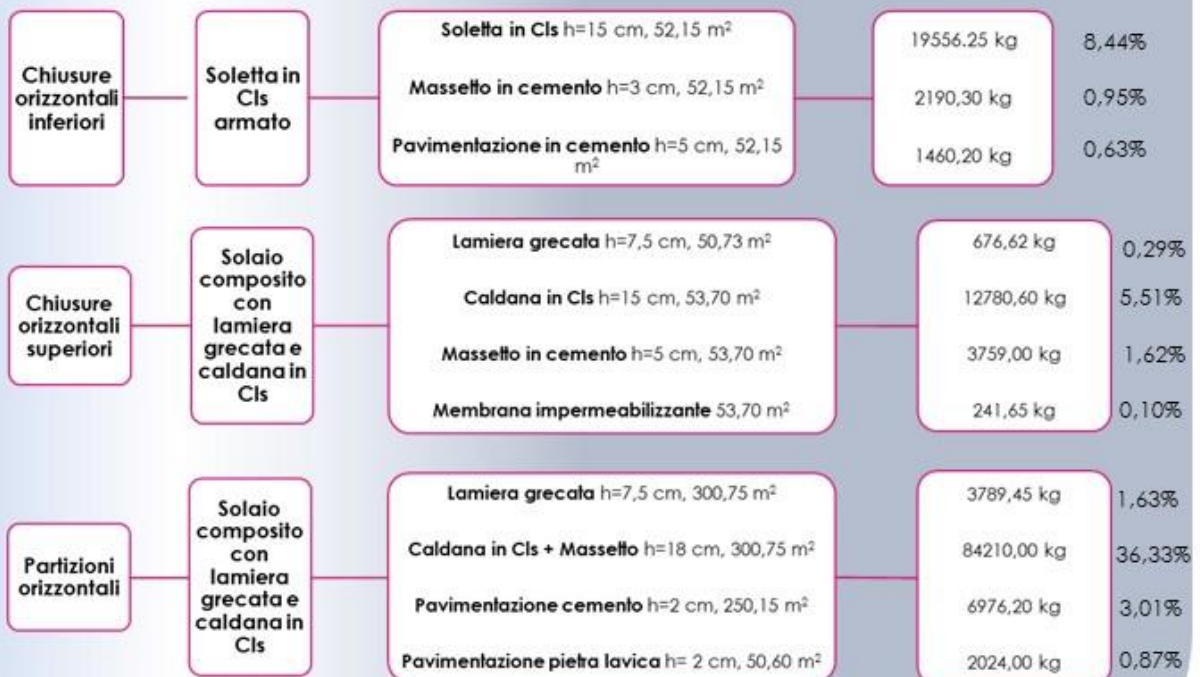 Chiusure
orizzontali
inferiori
Soletta in
Cls
armato
Soletta in Cls h=15 cm, 52,15 m²
Massetto in cemento h=3 cm, 52,15 m²
Pavimentazione in cemento h=5 cm, 52,15
m²
19556.25 kg
2190,30 kg
1460,20 kg
8,44%
0,95%
0,63%
Chiusure
orizzontali
superiori
Solaio
composito
con
lamiera
grecata e
caldana in
Cls
Lamiera grecata h=7,5 cm, 50,73 m²
Caldana in Cls h=15 cm, 53,70 m²
Massetto in cemento h=5 cm, 53,70 m²
Membrana impermeabilizzante 53,70 m²
676,62 kg
12780,60 kg
3759,00 kg
241,65 kg
0,29%
5,51%
1,62%
0,10%
Partizioni
orizzontali
Solaio
composito
con
lamiera
grecata e
caldana in
Cls
Lamiera grecata h=7,5 cm, 300,75 m²
Caldana in Cls + Massetto h=18 cm, 300,75 m²
Pavimentazione cemento h=2 cm, 250,15 m²
Pavimentazione pietra lavica h= 2 cm, 50,60 m²
3789,45 kg
84210,00 kg
6976,20 kg
2024,00 kg
1,63%
36,33%
3,01%
0,87%